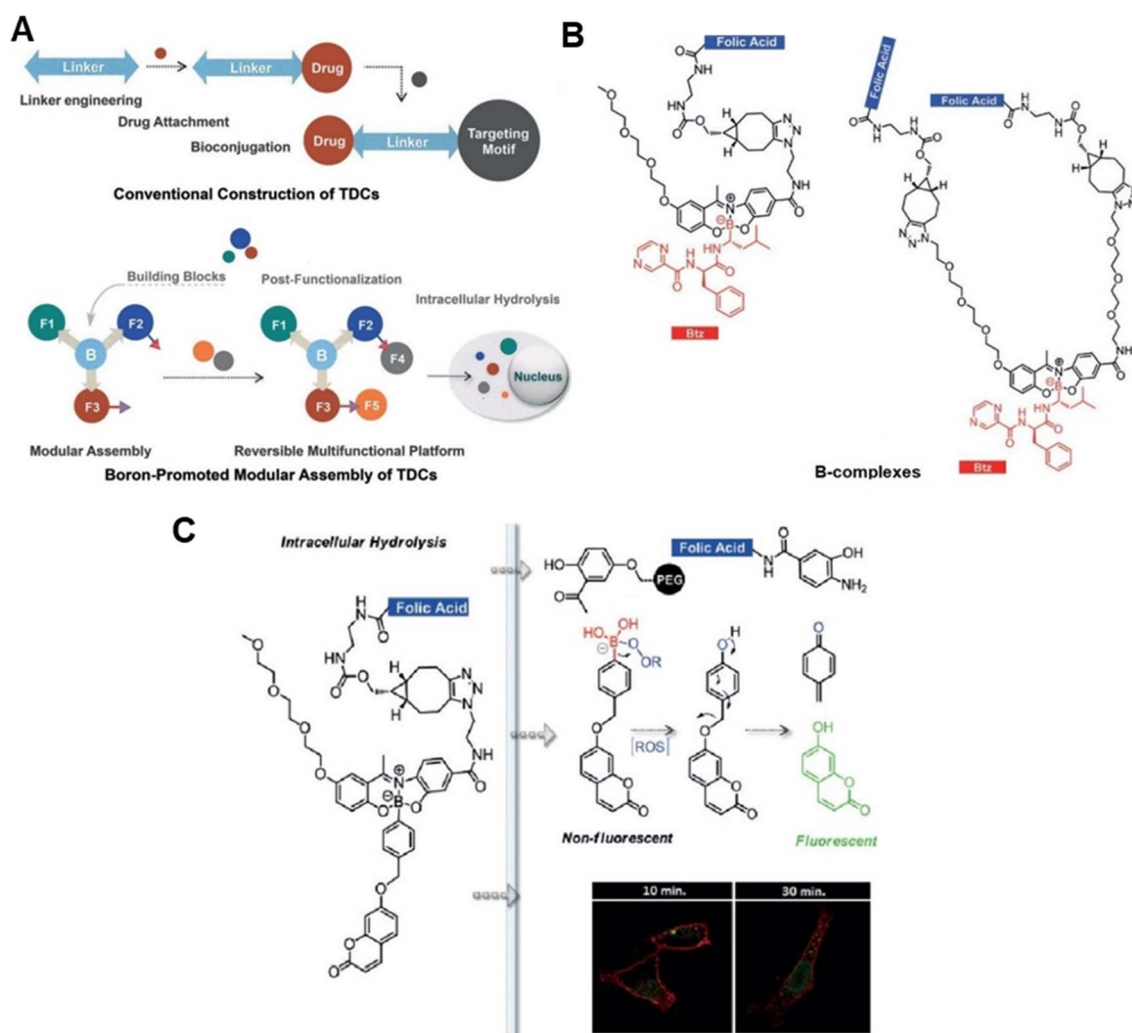 A
Linker
Linker
Drug
Linker engineering
Drug Attachment
Bioconjugation
Drug
Linker
Targeting
Motif
Conventional Construction of TDCs
Building Blocks
Post-Functionalization
Intracellular Hydrolysis
F1
F2
B
F3
F1
F2
B
F4
F3
F5
Nucleus
Modular Assembly
Reversible Multifunctional Platform
Boron-Promoted Modular Assembly of TDCs
B
Folic Acid
Btz
Folic Acid
Folic Acid
Btz
B-complexes
C
Intracellular Hydrolysis
Folic Acid
PEG
Folic Acid
[ROS]
Non-fluorescent
Fluorescent
10 min.
30 min.